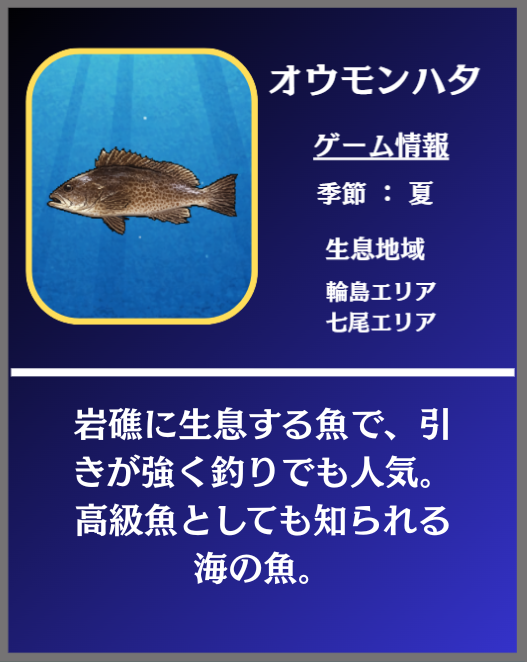 オウモンハタ
ゲーム情報
季節 : 夏
生息地域
輪島エリア
七尾エリア
岩礁に生息する魚で、引
きが強く釣りでも人気。
高級魚としても知られる
海の魚。